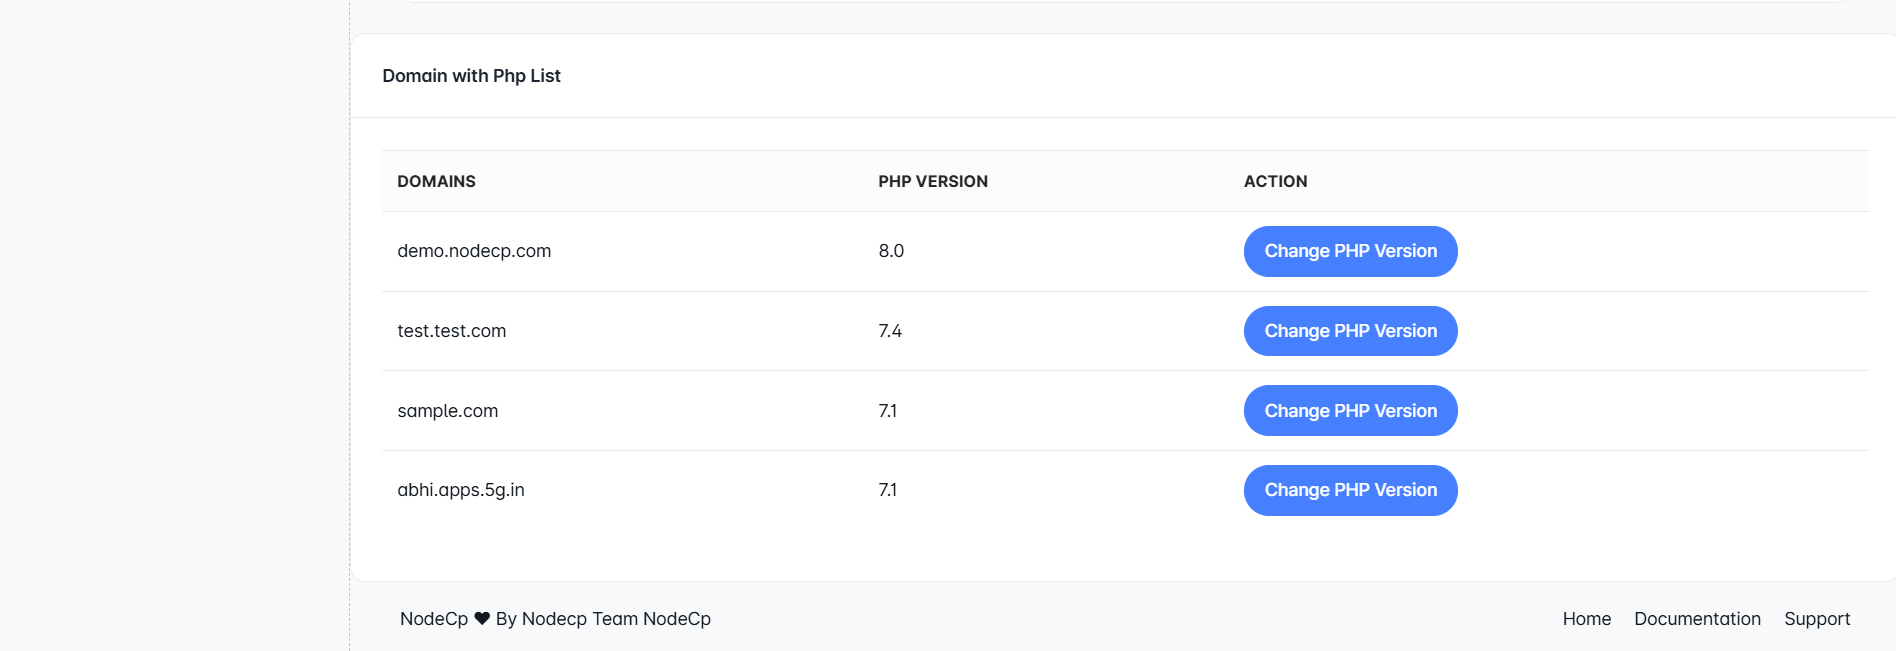 Domain with Php List
DOMAINS PHP VERSION ACTION
demo.nodecp.com 8.0 Change PHP Version
test.test.com 7.4 Change PHP Version
sample.com 7.1 Change PHP Version
abhi.apps.5g.in 7.1 Change PHP Version
NodeCp ♥ By Nodecp Team NodeCp Home Documentation Support